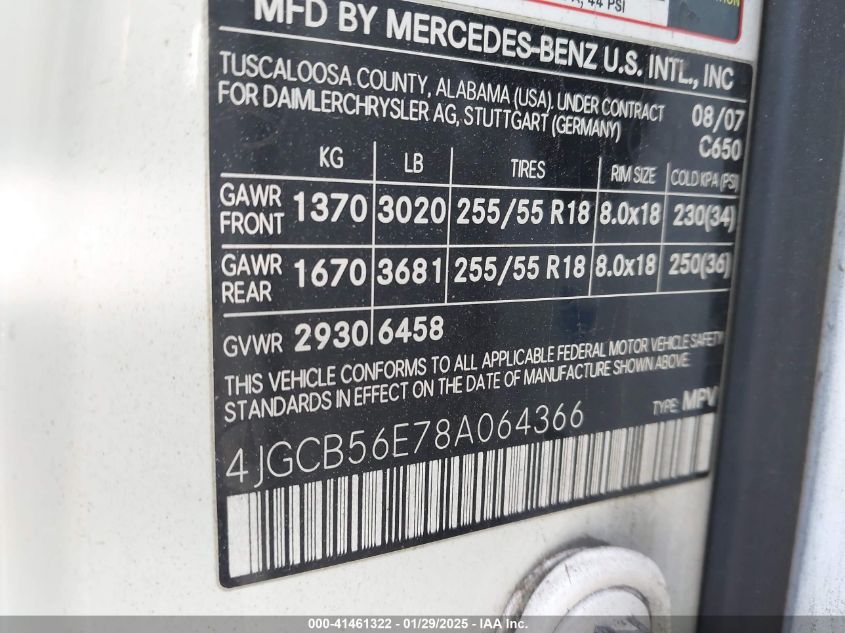 , 44 PSI
MFD BY MERCEDES-BENZ U.S. INTL., INC
TUSCALOOSA COUNTY, ALABAMA (USA). UNDER CONTRACT 08/07
FOR DAIMLERCHRYSLER AG, STUTTGART (GERMANY) C650
KG LB TIRES RIM SIZE COLD KPA (PSI)
GAWR FRONT 1370 3020 255/55 R18 8.0x18 230(34)
GAWR REAR 1670 3681 255/55 R18 8.0x18 250(36)
GVWR 2930 6458
THIS VEHICLE CONFORMS TO ALL APPLICABLE FEDERAL MOTOR VEHICLE SAFETY
STANDARDS IN EFFECT ON THE DATE OF MANUFACTURE SHOWN ABOVE.
4JGCB56E78A064366 TYPE: MPV
000-41461322 - 01/29/2025 - IAA Inc.